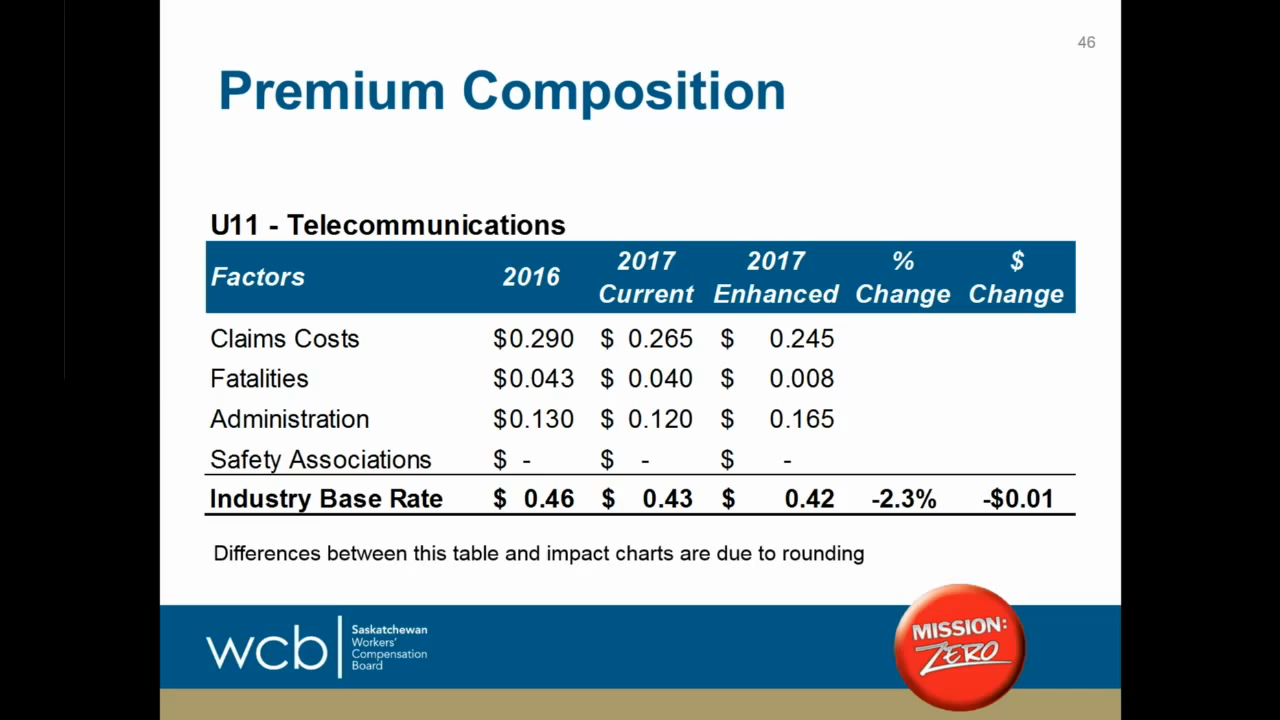 46
Premium Composition
U11 - Telecommunications
Factors 2016 2017 Current 2017 Enhanced % Change $ Change
Claims Costs $0.290 $ 0.265 $ 0.245
Fatalities $0.043 $ 0.040 $ 0.008
Administration $0.130 $ 0.120 $ 0.165
Safety Associations $ - $ - $ -
Industry Base Rate $ 0.46 $ 0.43 $ 0.42 -2.3% -$0.01
Differences between this table and impact charts are due to rounding
wcb
Saskatchewan
Workers'
Compensation
Board
MISSION:
ZERO